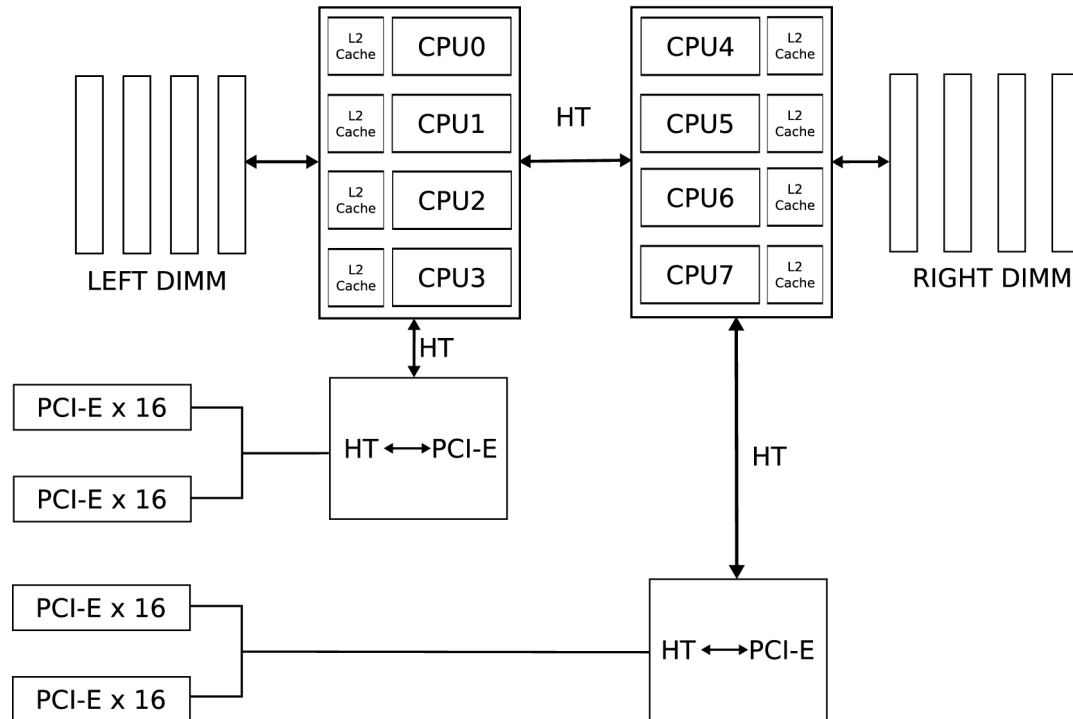 L2
Cache
CPU0
CPU4
L2
Cache
L2
Cache
CPU1
HT
CPU5
L2
Cache
L2
Cache
CPU2
CPU6
L2
Cache
L2
Cache
CPU3
CPU7
L2
Cache
LEFT DIMM
RIGHT DIMM
HT
PCI-E x 16
HT
PCI-E
HT
PCI-E x 16
PCI-E x 16
HT
PCI-E
PCI-E x 16